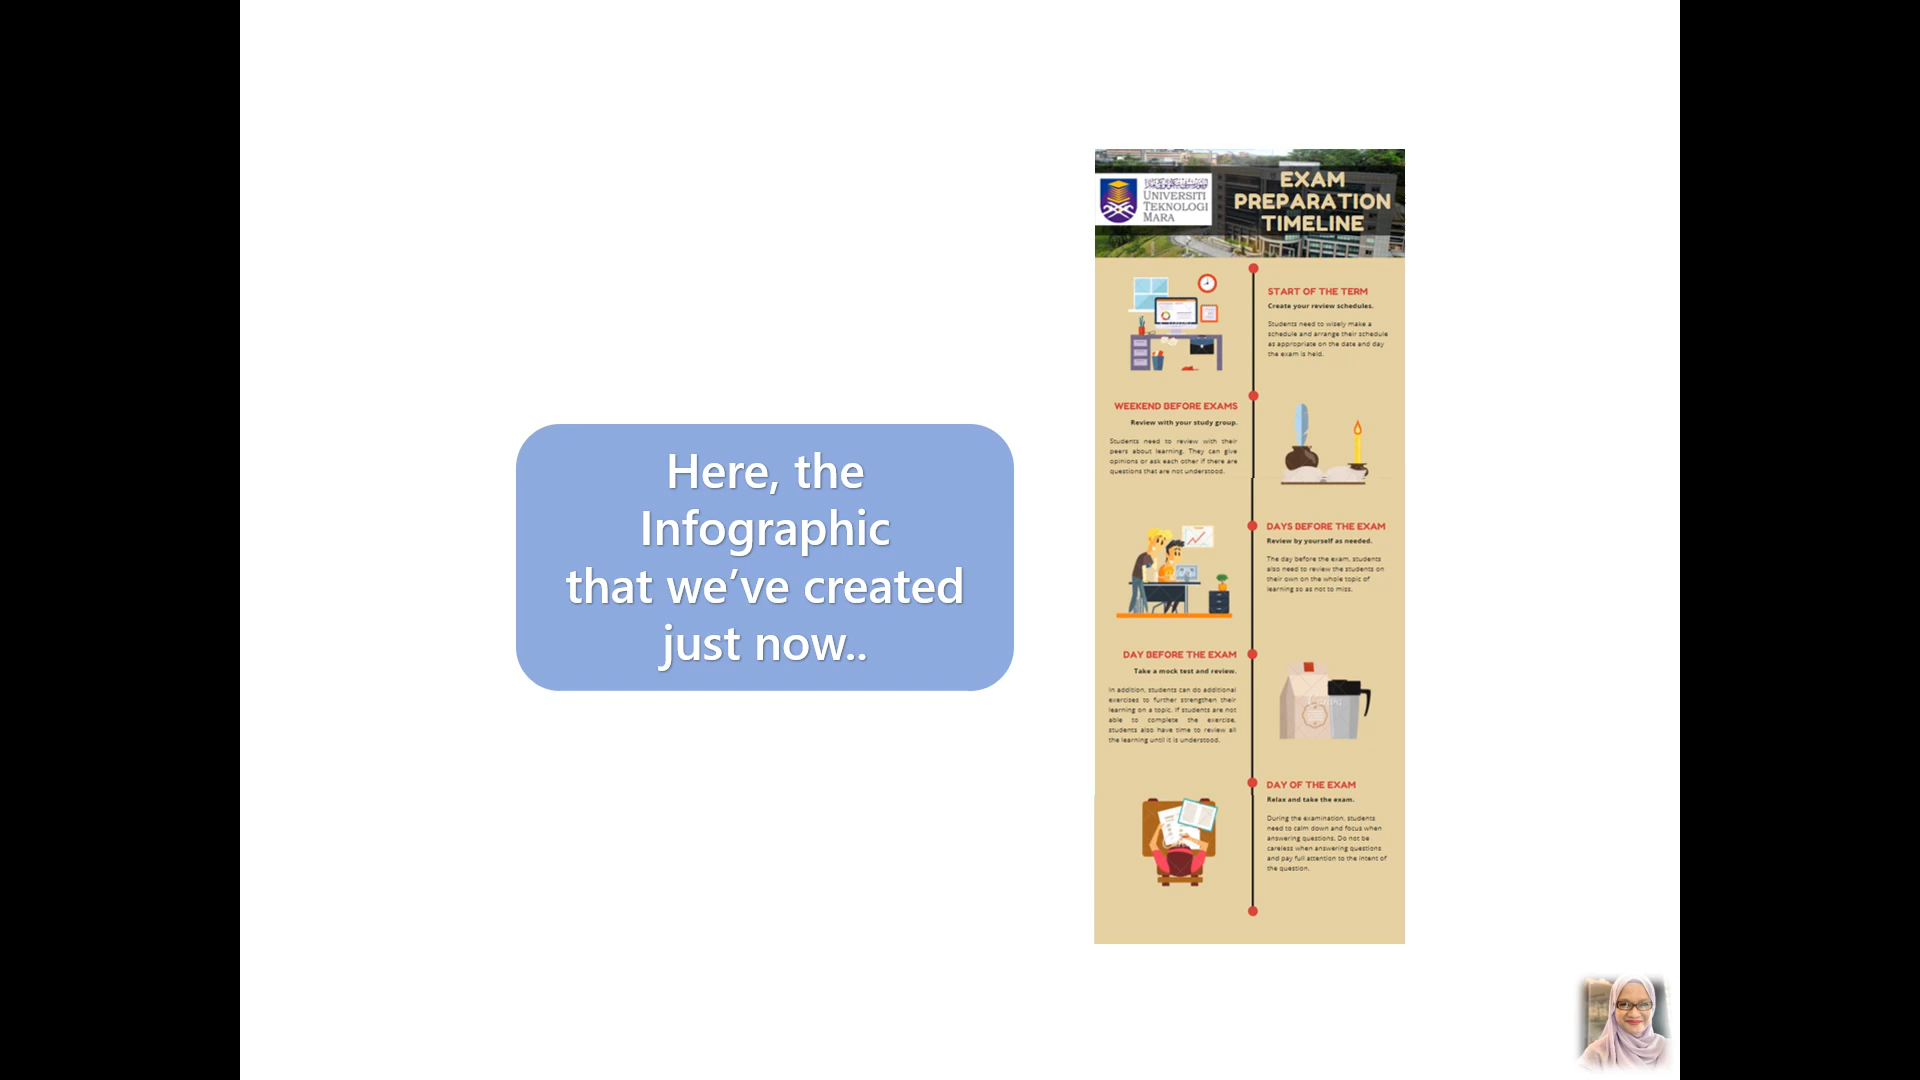 Here, the
Infographic
that we’ve created
just now..
UNIVERSITI
TEKNOLOGI
MARA
EXAM
PREPARATION
TIMELINE
START OF THE TERM
Create your review schedules.
Students need to wisely make a
schedule and arrange their schedule
as appropriate on the date and day
the exam is held.
WEEKEND BEFORE EXAMS
Review with your study group.
Students need to review with their
peers about learning. They can give
opinions or ask each other if there are
questions that are not understood.
DAYS BEFORE THE EXAM
Review by yourself as needed.
The day before the exam, students
also need to review the students on
their own on the whole topic of
learning so as not to miss.
DAY BEFORE THE EXAM
Take a mock test and review.
In addition, students can do additional
exercises to further strengthen their
learning on a topic. If students are not
able to complete the exercise,
students also have time to review all
the learning until it is understood.
DAY OF THE EXAM
Relax and take the exam.
During the examination, students
need to calm down and focus when
answering questions. Do not be
careless when answering questions
and pay full attention to the intent of
the question.